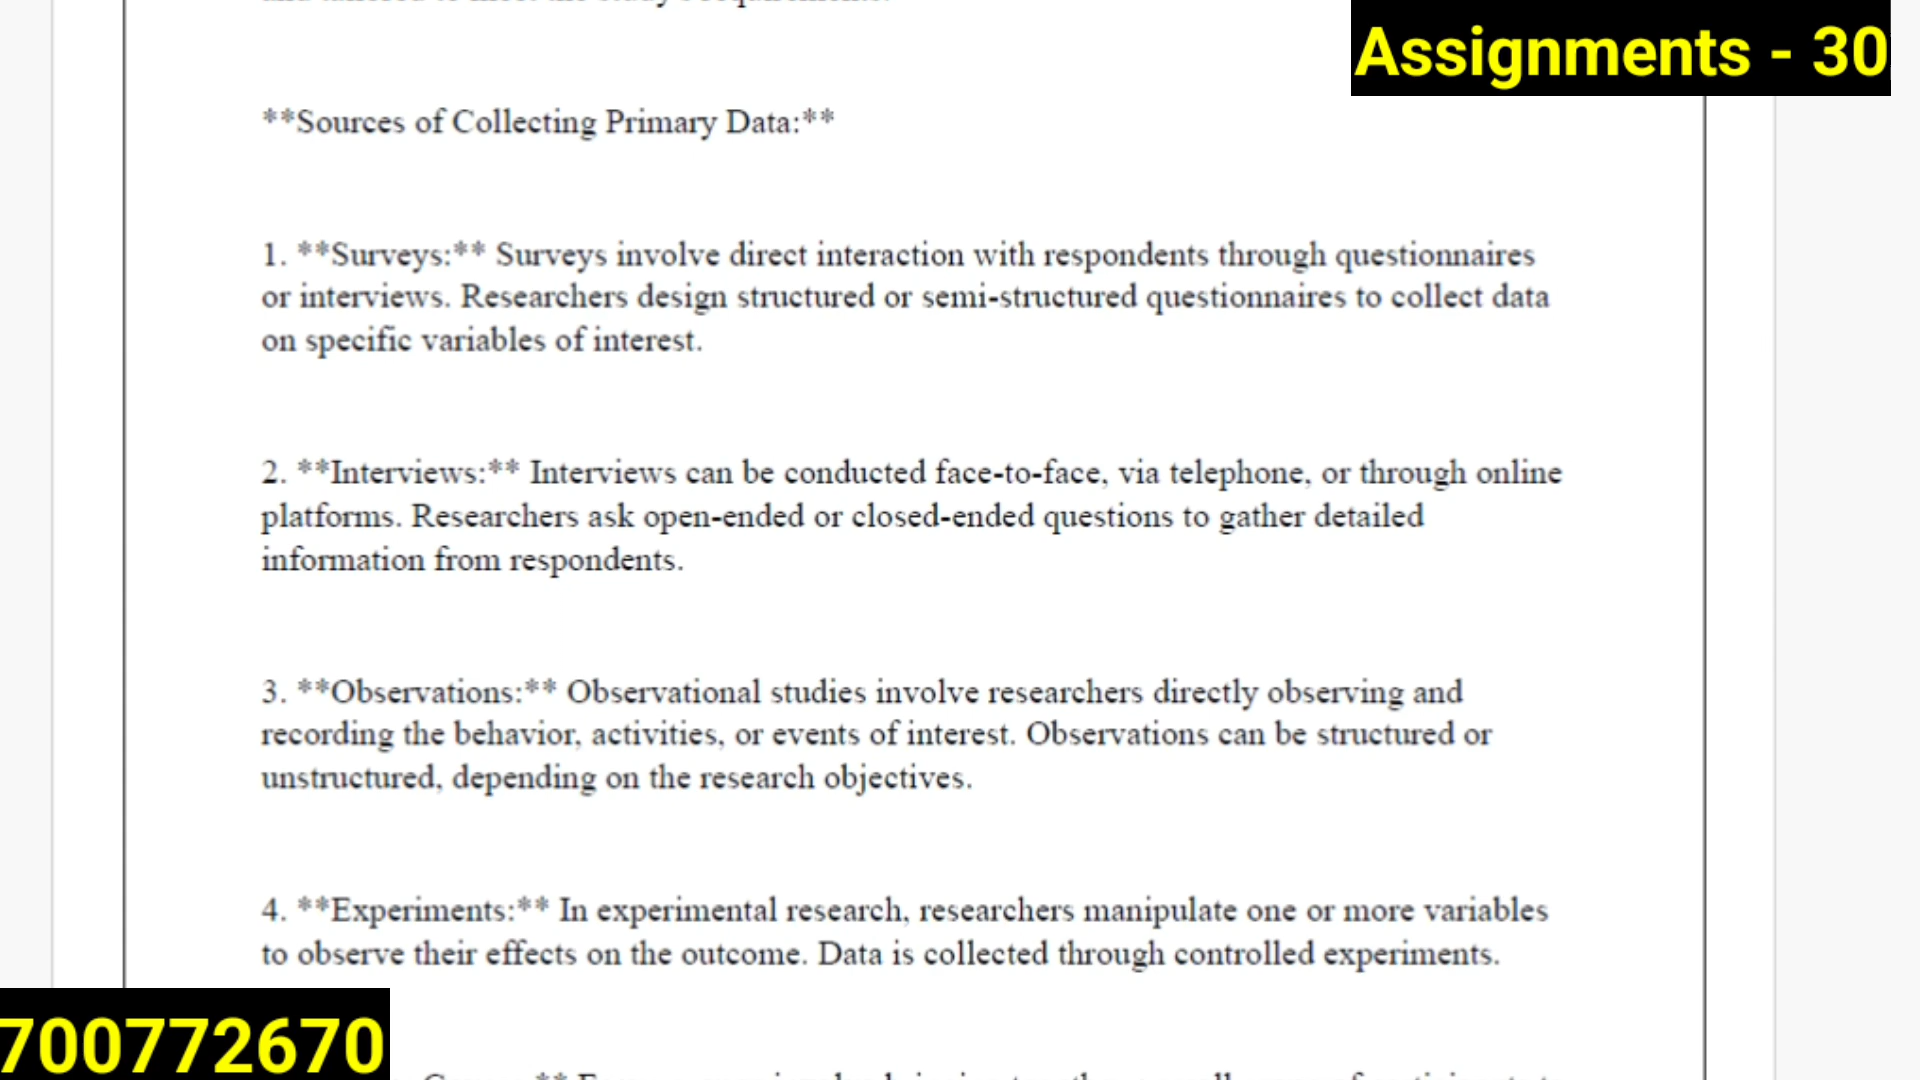 Assignments - 30
**Sources of Collecting Primary Data:**
1. **Surveys:** Surveys involve direct interaction with respondents through questionnaires
or interviews. Researchers design structured or semi-structured questionnaires to collect data
on specific variables of interest.
2. **Interviews:** Interviews can be conducted face-to-face, via telephone, or through online
platforms. Researchers ask open-ended or closed-ended questions to gather detailed
information from respondents.
3. **Observations:** Observational studies involve researchers directly observing and
recording the behavior, activities, or events of interest. Observations can be structured or
unstructured, depending on the research objectives.
4. **Experiments:** In experimental research, researchers manipulate one or more variables
to observe their effects on the outcome. Data is collected through controlled experiments.
700772670